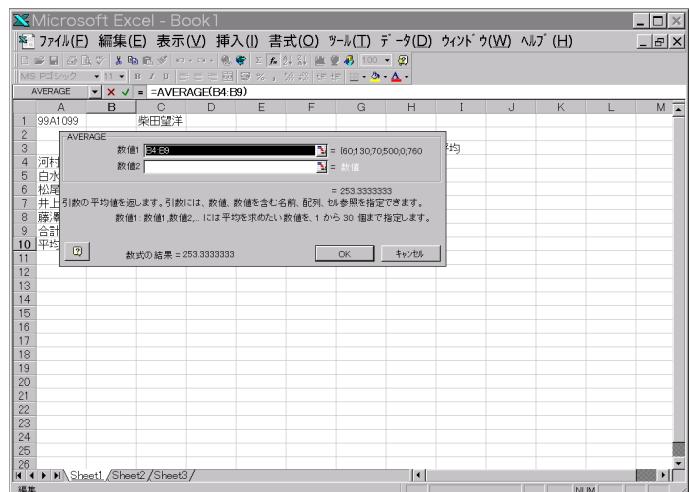 Microsoft Excel - Book1
ファイル(F) 編集(E) 表示(V) 挿入(I) 書式(O) ツール(T) データ(D) ウィンドウ(W) ヘルプ(H)
100
MS Pゴシック 11 B I U
AVERAGE =AVERAGE(B4:B9)
A B C D E F G H I J K L M
1 99A1099 柴田望洋
2
3 平均
4 河村
5 白水
6 松尾
7 井上
8 藤澤
9 合計
10 平均
AVERAGE
数値1 B4:B9 = {60;130;70;500;0;760
数値2 = 数値
= 253.3333333
引数の平均値を返します。引数には、数値、数値を含む名前、配列、セル参照を指定できます。
数値1: 数値1,数値2,... には平均を求めたい数値を、1 から 30 個まで指定します。
数式の結果 = 253.3333333 OK キャンセル
11
12
13
14
15
16
17
18
19
20
21
22
23
24
25
26
Sheet1 / Sheet2 / Sheet3
編集 NUM